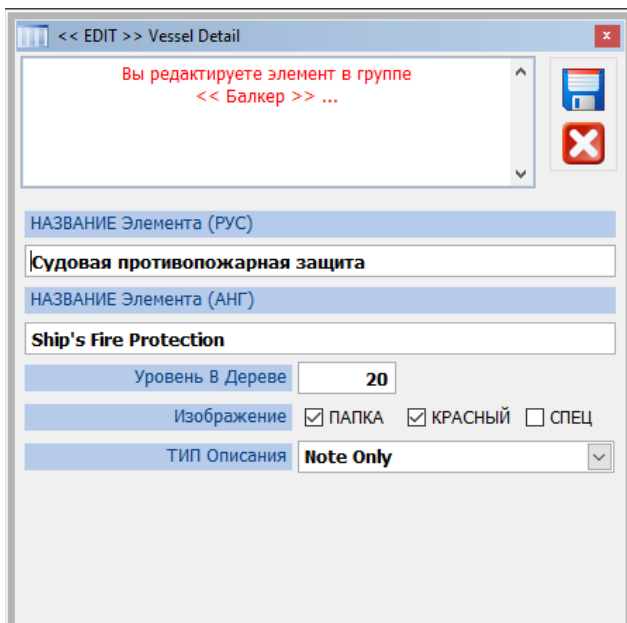 << EDIT >> Vessel Detail
x
Вы редактируете элемент в группе
<< Балкер >> ...
НАЗВАНИЕ Элемента (РУС)
Судовая противопожарная защита
НАЗВАНИЕ Элемента (АНГ)
Ship's Fire Protection
Уровень В Дереве 20
Изображение ПАПКА КРАСНЫЙ СПЕЦ
ТИП Описания Note Only